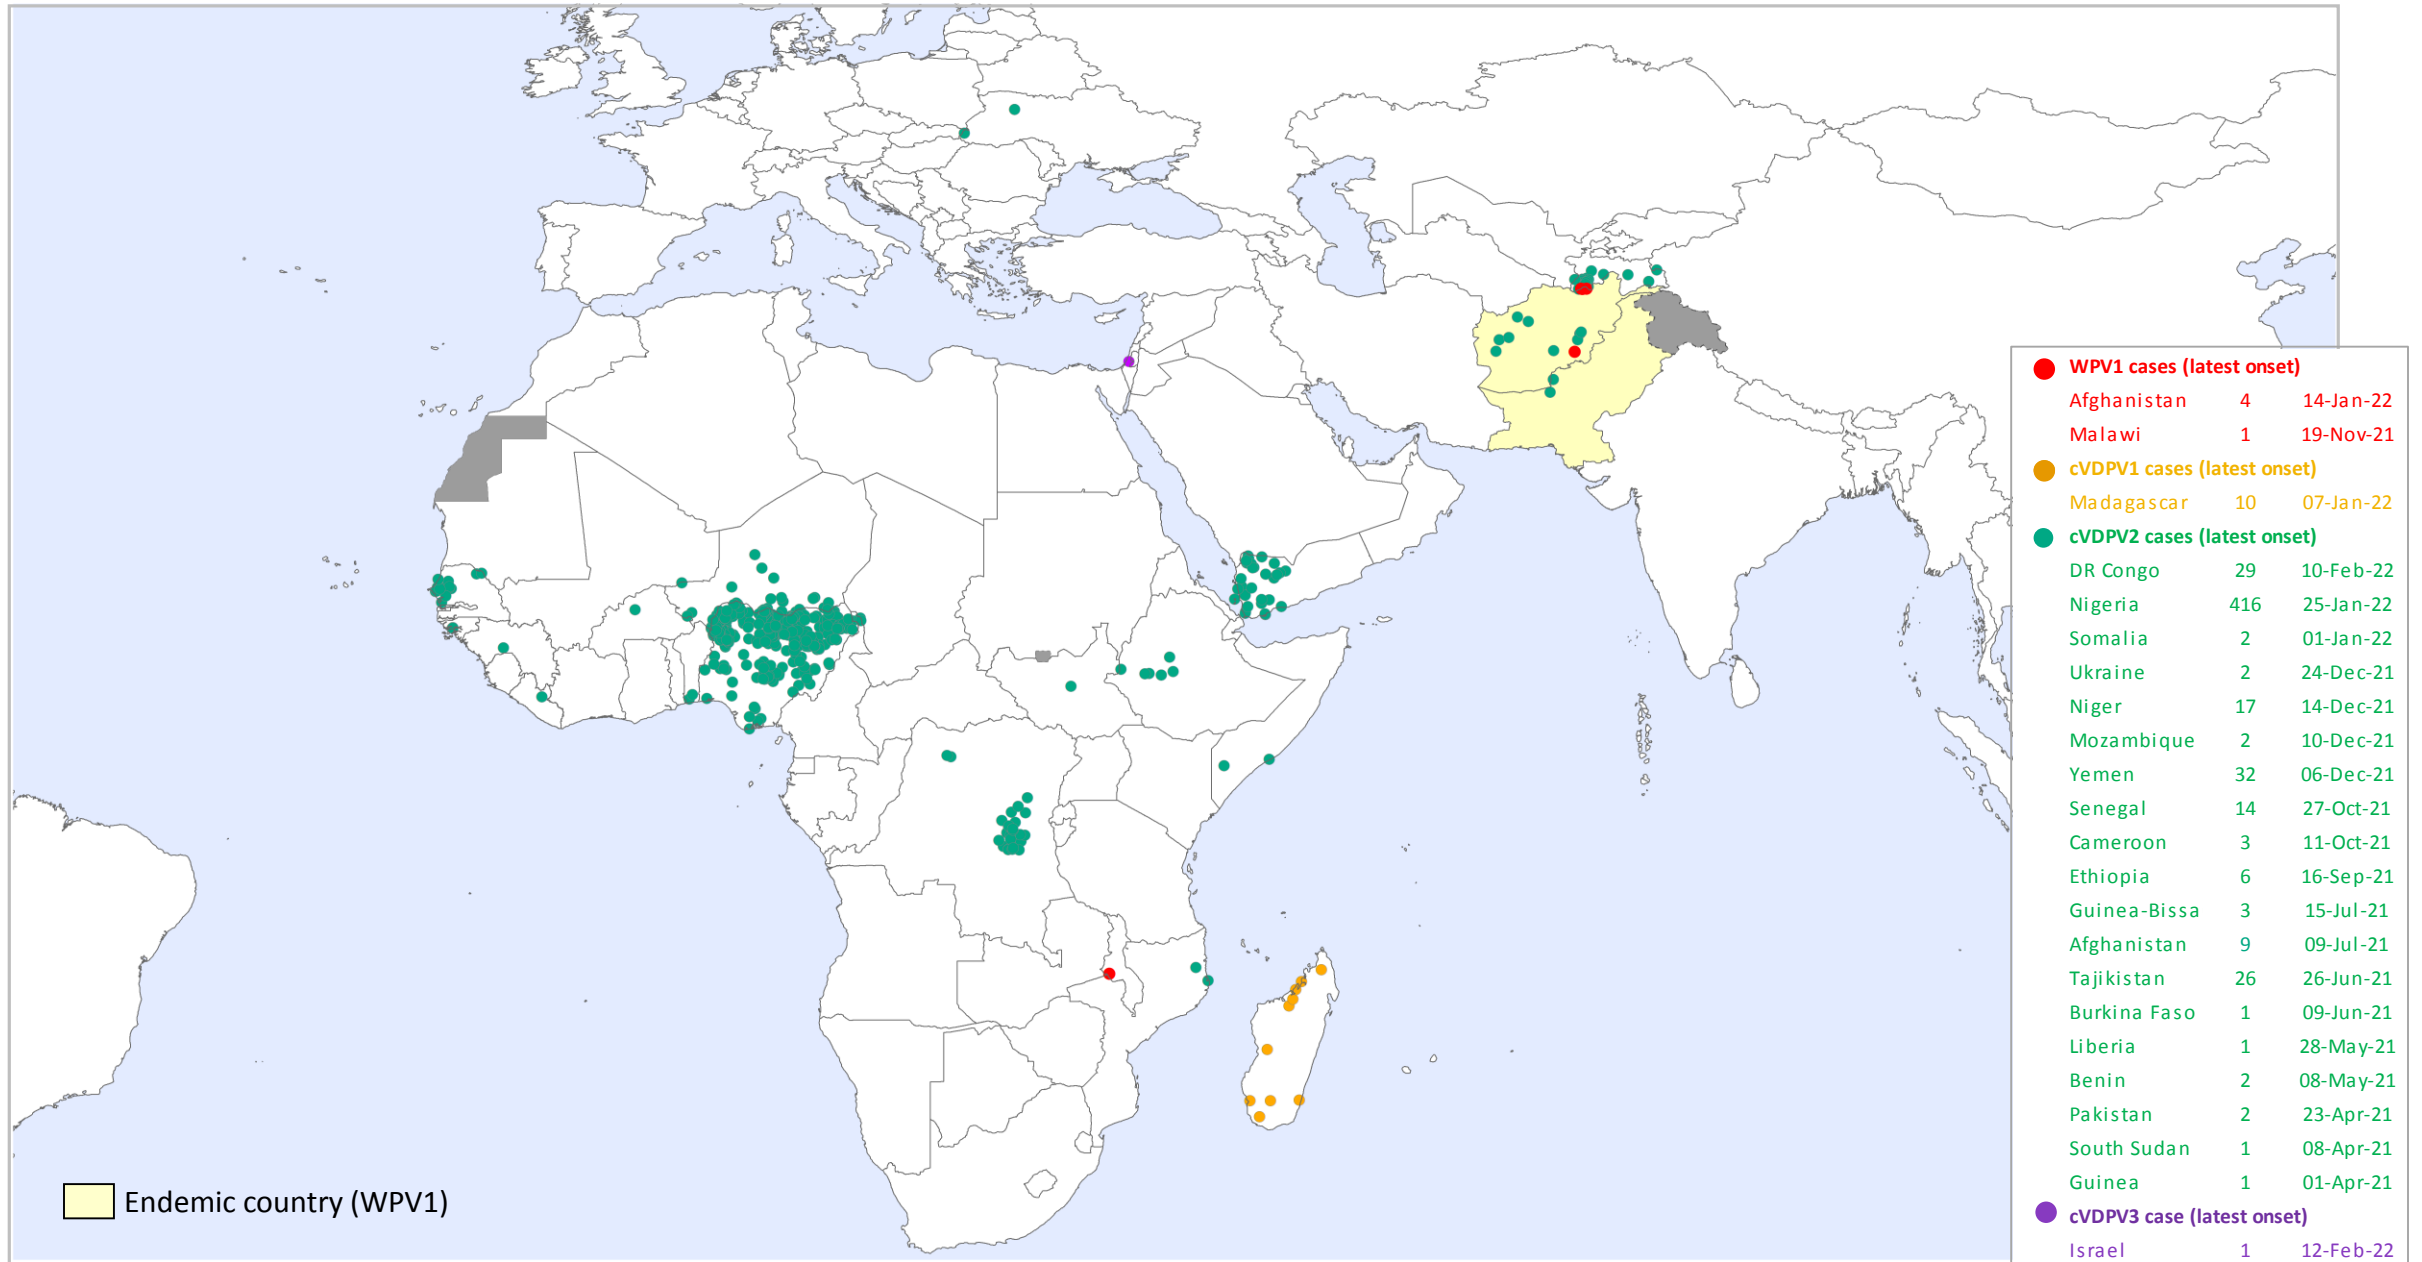 WPV1 cases (latest onset)
Afghanistan 4 14-Jan-22
Malawi 1 19-Nov-21
cVDPV1 cases (latest onset)
Madagascar 10 07-Jan-22
cVDPV2 cases (latest onset)
DR Congo 29 10-Feb-22
Nigeria 416 25-Jan-22
Somalia 2 01-Jan-22
Ukraine 2 24-Dec-21
Niger 17 14-Dec-21
Mozambique 2 10-Dec-21
Yemen 32 06-Dec-21
Senegal 14 27-Oct-21
Cameroon 3 11-Oct-21
Ethiopia 6 16-Sep-21
Guinea-Bissa 3 15-Jul-21
Afghanistan 9 09-Jul-21
Tajikistan 26 26-Jun-21
Burkina Faso 1 09-Jun-21
Liberia 1 28-May-21
Benin 2 08-May-21
Pakistan 2 23-Apr-21
South Sudan 1 08-Apr-21
Guinea 1 01-Apr-21
cVDPV3 case (latest onset)
Israel 1 12-Feb-22
Endemic country (WPV1)